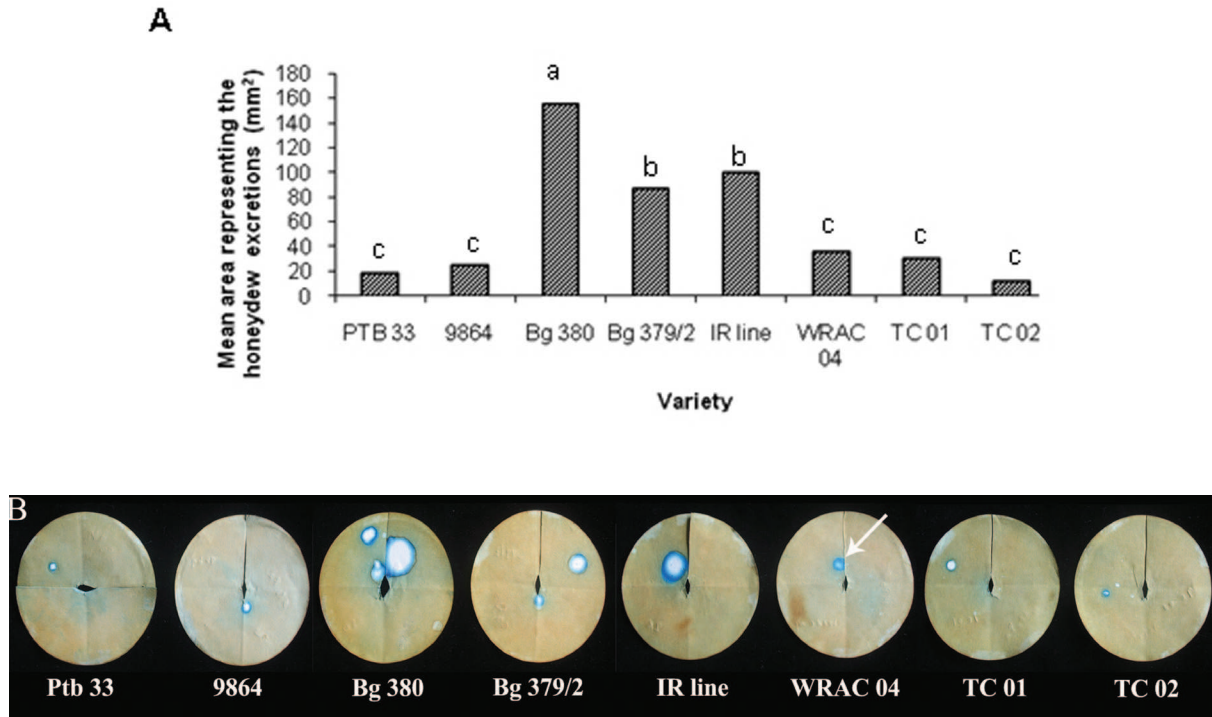 A
Mean area representing the
honeydew excretions (mm²)
180
160
140
120
100
80
60
40
20
0
a
b
b
c
c
c
c
c
PTB 33 9864 Bg 380 Bg 379/2 IR line WRAC 04 TC 01 TC 02
Variety
B
Ptb 33 9864 Bg 380 Bg 379/2 IR line WRAC 04 TC 01 TC 02